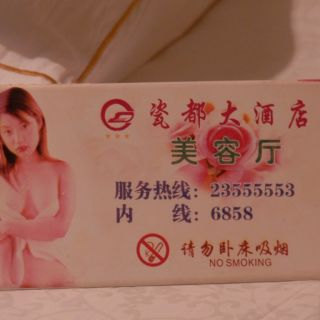 瓷都大酒店
美容厅
服务热线: 23555553
内 线: 6858
请勿卧床吸烟
NO SMOKING